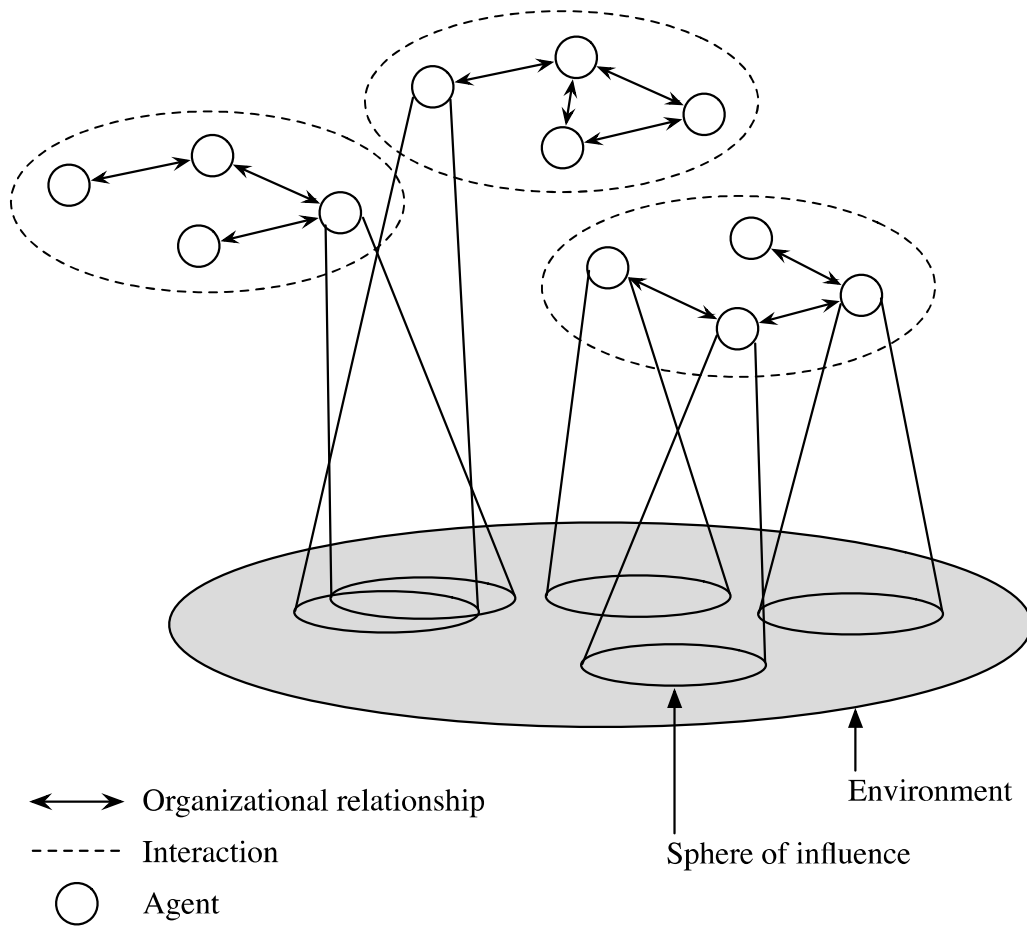 Environment
Organizational relationship
Sphere of influence
Interaction
Agent